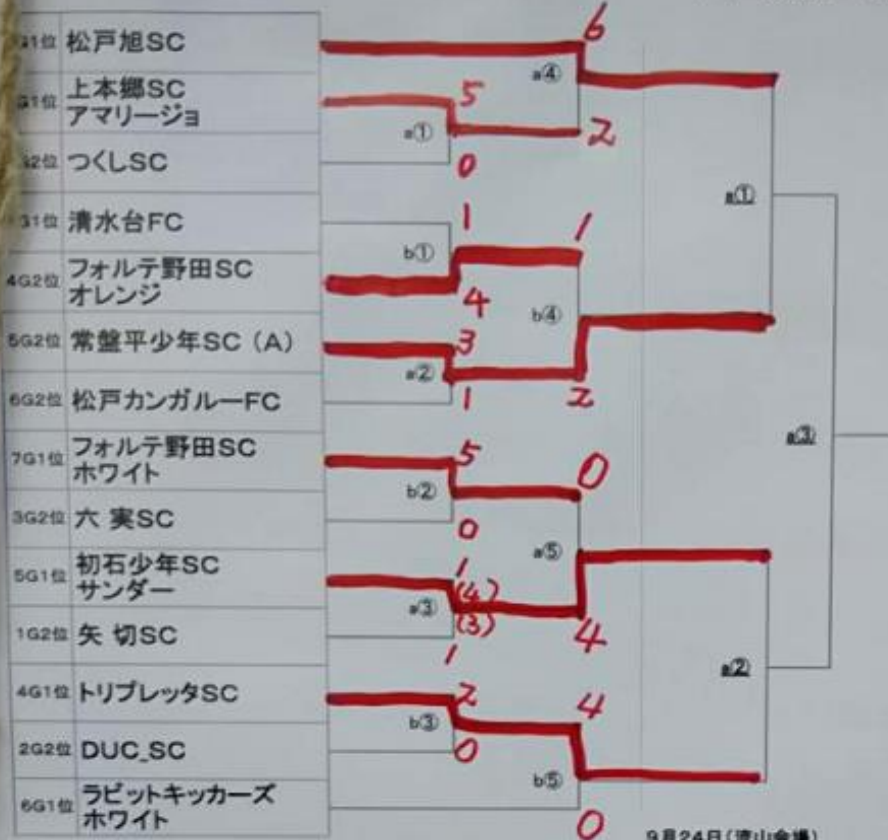 G1位 松戸旭SC
6
a④
G1位 上本郷SC
アマリージョ
5
2
a①
G2位 つくしSC
0
a①
G1位 清水台FC
1
1
b①
4G2位 フォルテ野田SC
オレンジ
4
b④
5G2位 常盤平少年SC (A)
3
a②
6G2位 松戸カンガルーFC
1
2
a③
7G1位 フォルテ野田SC
ホワイト
5
0
b②
3G2位 六 実SC
0
a⑤
5G1位 初石少年SC
サンダー
1
(4)
a③
(3)
1G2位 矢 切SC
1
4
a②
4G1位 トリプレッタSC
2
4
b③
2G2位 DUC_SC
0
b⑤
6G1位 ラビットキッカーズ
ホワイト
0
9月24日(流山会場)